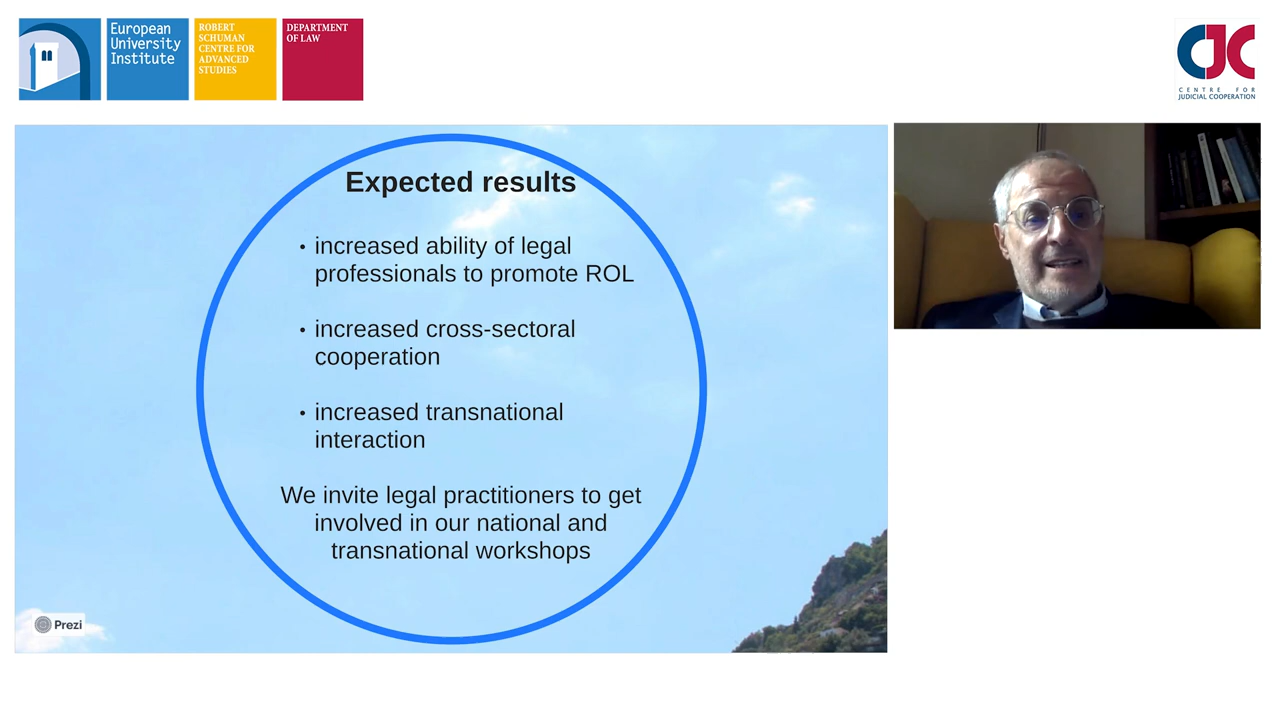 European
University
Institute
ROBERT
SCHUMAN
CENTRE FOR
ADVANCED
STUDIES
DEPARTMENT
OF LAW
CJC
CENTRE FOR
JUDICIAL COOPERATION
Expected results
• increased ability of legal
professionals to promote ROL
• increased cross-sectoral
cooperation
• increased transnational
interaction
We invite legal practitioners to get
involved in our national and
transnational workshops
Prezi